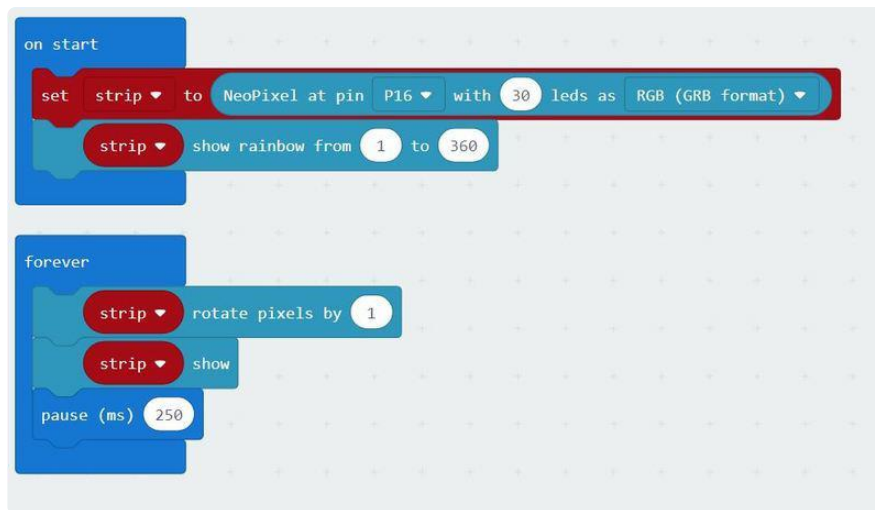 on start
set strip to NeoPixel at pin P16 with 30 leds as RGB (GRB format)
strip show rainbow from 1 to 360
forever
strip rotate pixels by 1
strip show
pause (ms) 250